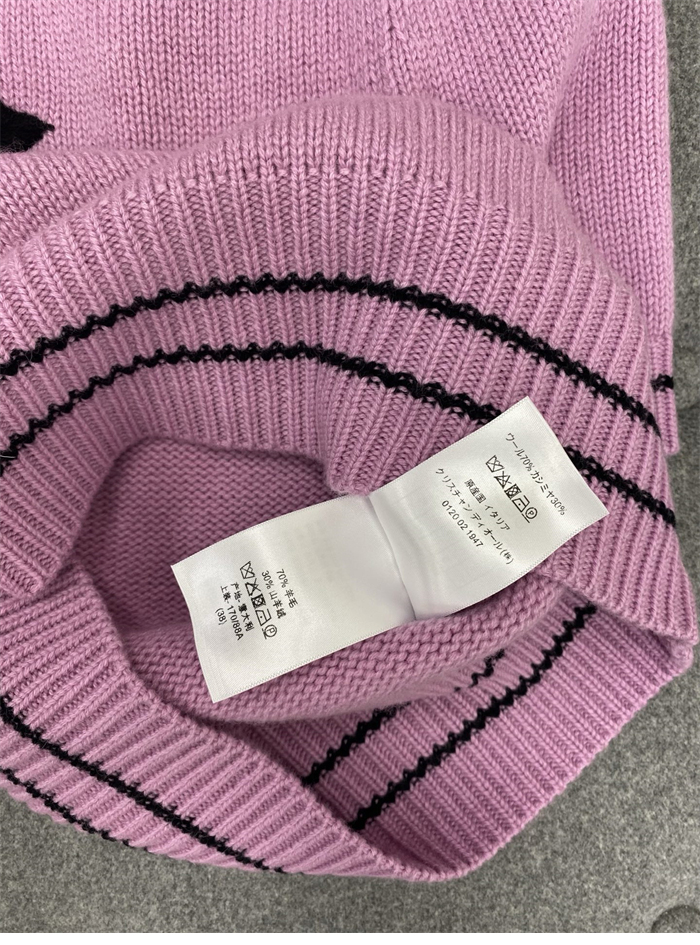 ウール70%カシミヤ30%
原産国 イタリア
クリスチャン ディオール(株)
0120 02 1947
70% 羊毛
30% 山羊绒
产地- 意大利
上装- 170/88A
(38)